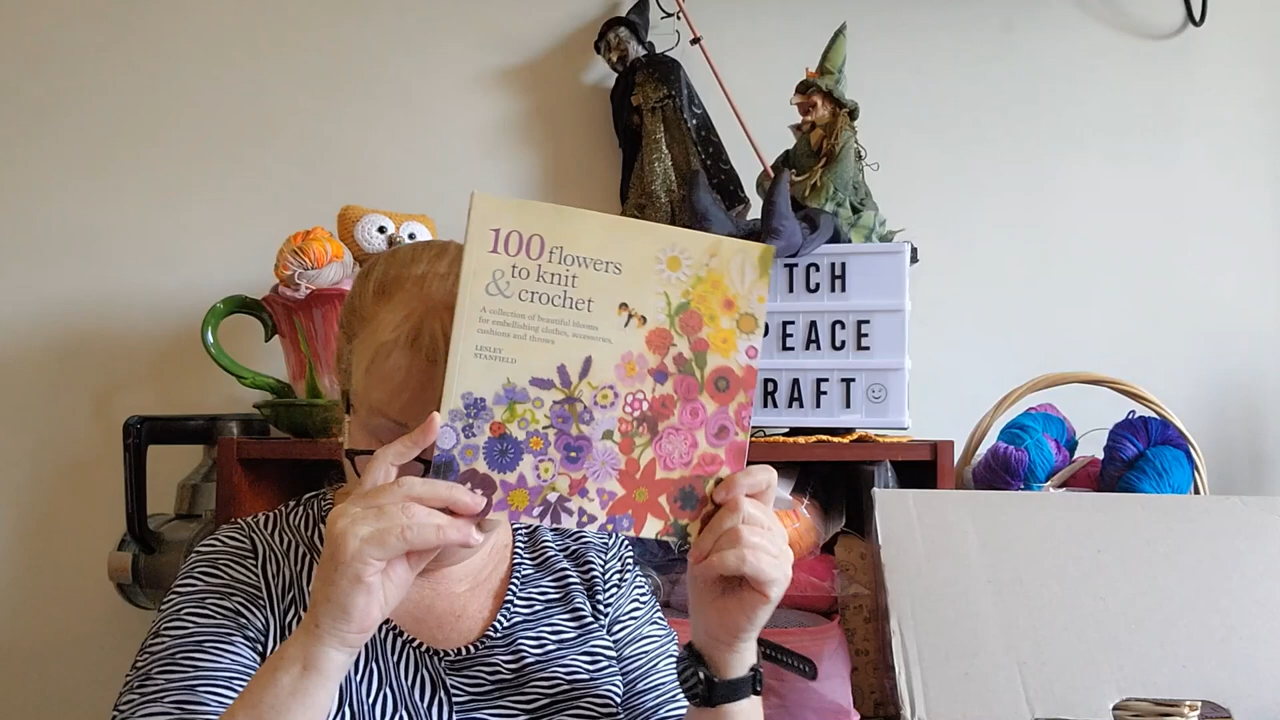 100 flowers
to knit
& crochet
A collection of beautiful blooms
for embellishing clothes, accessories,
cushions and throws
LESLEY
STANFIELD
TCH
PEACE
RAFT